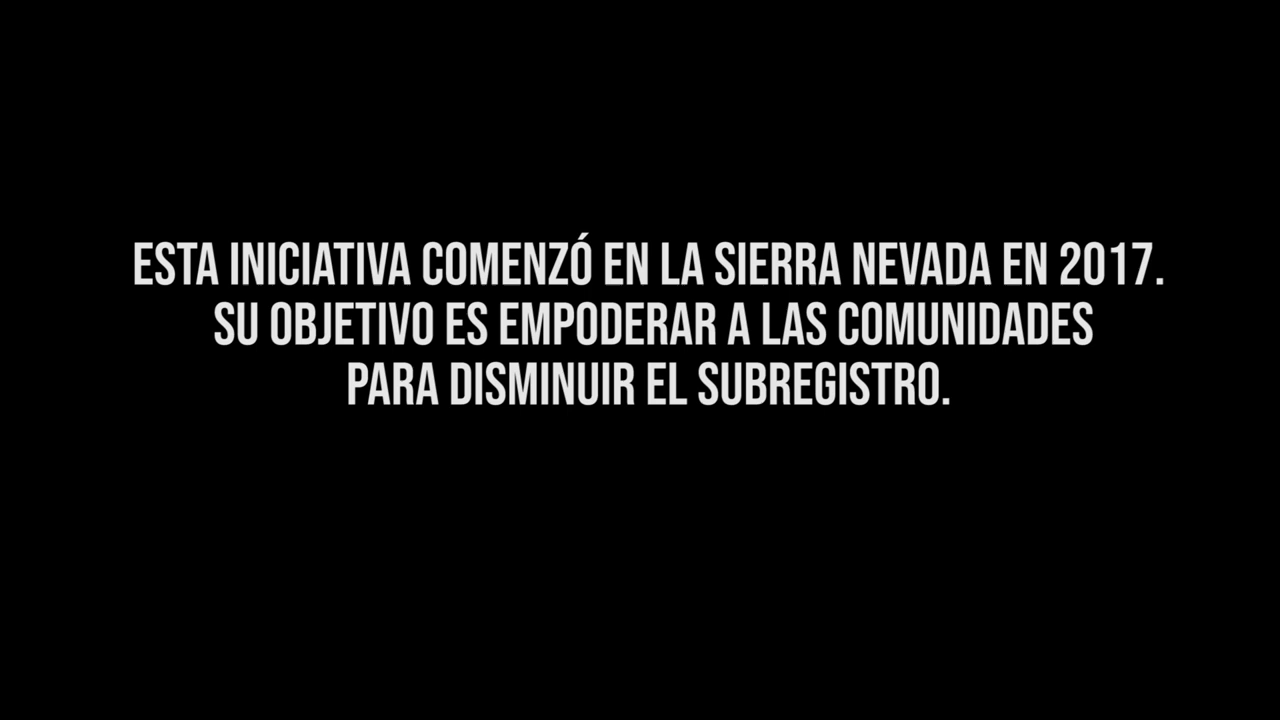 ESTA INICIATIVA COMENZÓ EN LA SIERRA NEVADA EN 2017.
SU OBJETIVO ES EMPODERAR A LAS COMUNIDADES
PARA DISMINUIR EL SUBREGISTRO.